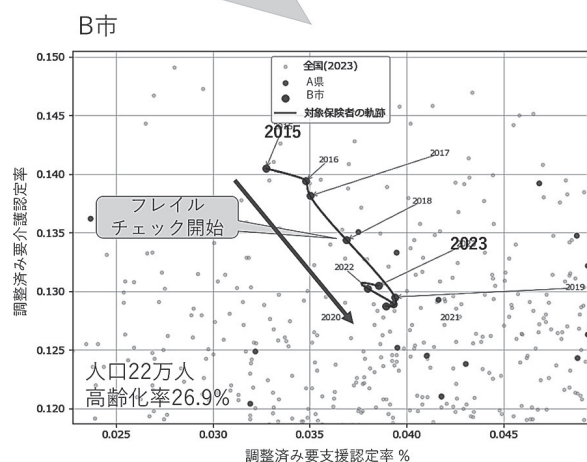 B市
全国(2023)
A県
B市
対象保険者の軌跡
2015
2016
2017
2018
フレイル
チェック開始
2023
2022
2019
2020
2021
人口22万人
高齢化率26.9%
調整済み要介護認定率
0.150
0.145
0.140
0.135
0.130
0.125
0.120
0.025
0.030
0.035
0.040
0.045
調整済み要支援認定率 %